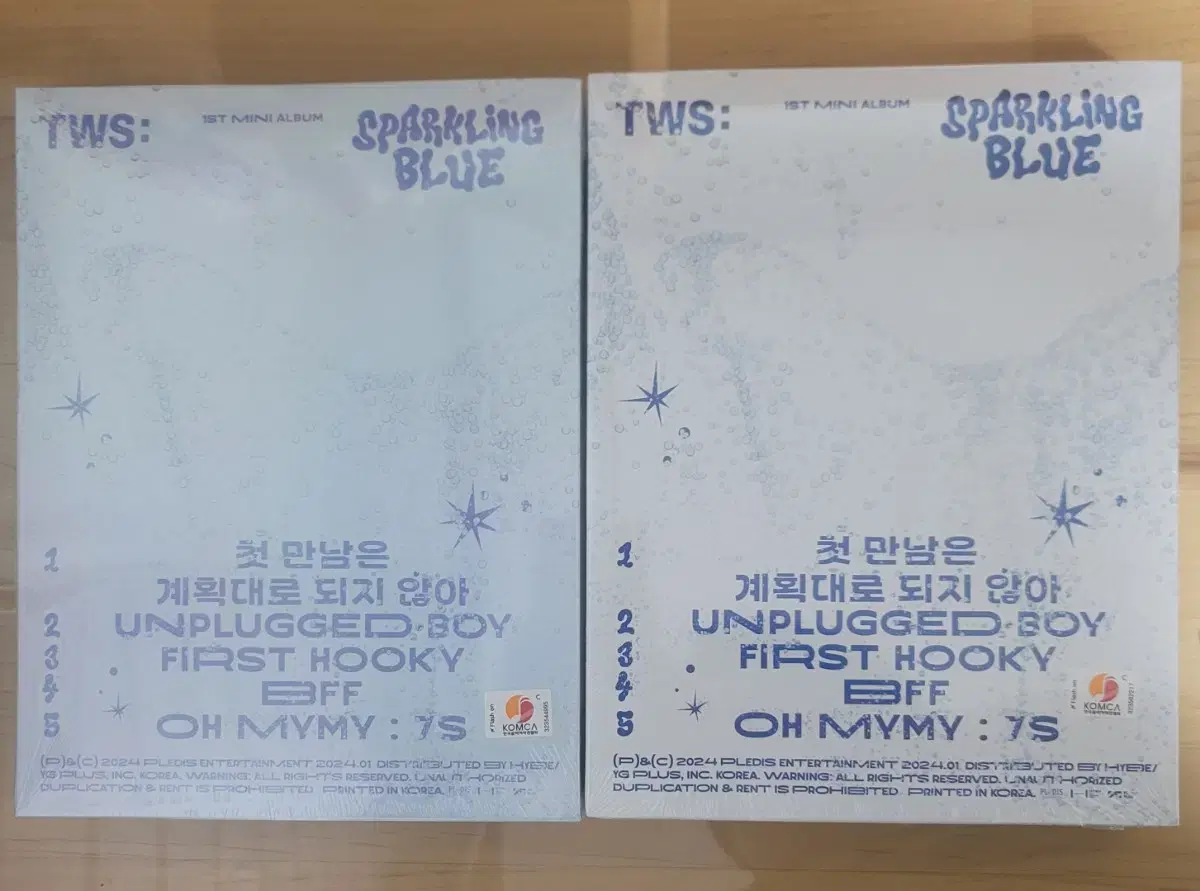 TWS:
1ST MINI ALBUM
SPARKLING
BLUE
1 첫 만남은
계획대로 되지 않아
2 UNPLUGGED BOY
3 FIRST HOOKY
4 BFF
5 OH MYMY : 7S
KOMCA
(P)&(C) 2024 PLEDIS ENTERTAINMENT 2024.01 DISTRIBUTED BY HYBE/
YG PLUS, INC. KOREA. WARNING: ALL RIGHTS RESERVED. UNAUTHORIZED
DUPLICATION & RENT IS PROHIBITED PRINTED IN KOREA.
TWS:
1ST MINI ALBUM
SPARKLING
BLUE
1 첫 만남은
계획대로 되지 않아
2 UNPLUGGED BOY
3 FIRST HOOKY
4 BFF
5 OH MYMY : 7S
KOMCA
(P)&(C) 2024 PLEDIS ENTERTAINMENT 2024.01 DISTRIBUTED BY HYBE/
YG PLUS, INC. KOREA. WARNING: ALL RIGHTS RESERVED. UNAUTHORIZED
DUPLICATION & RENT IS PROHIBITED PRINTED IN KOREA.